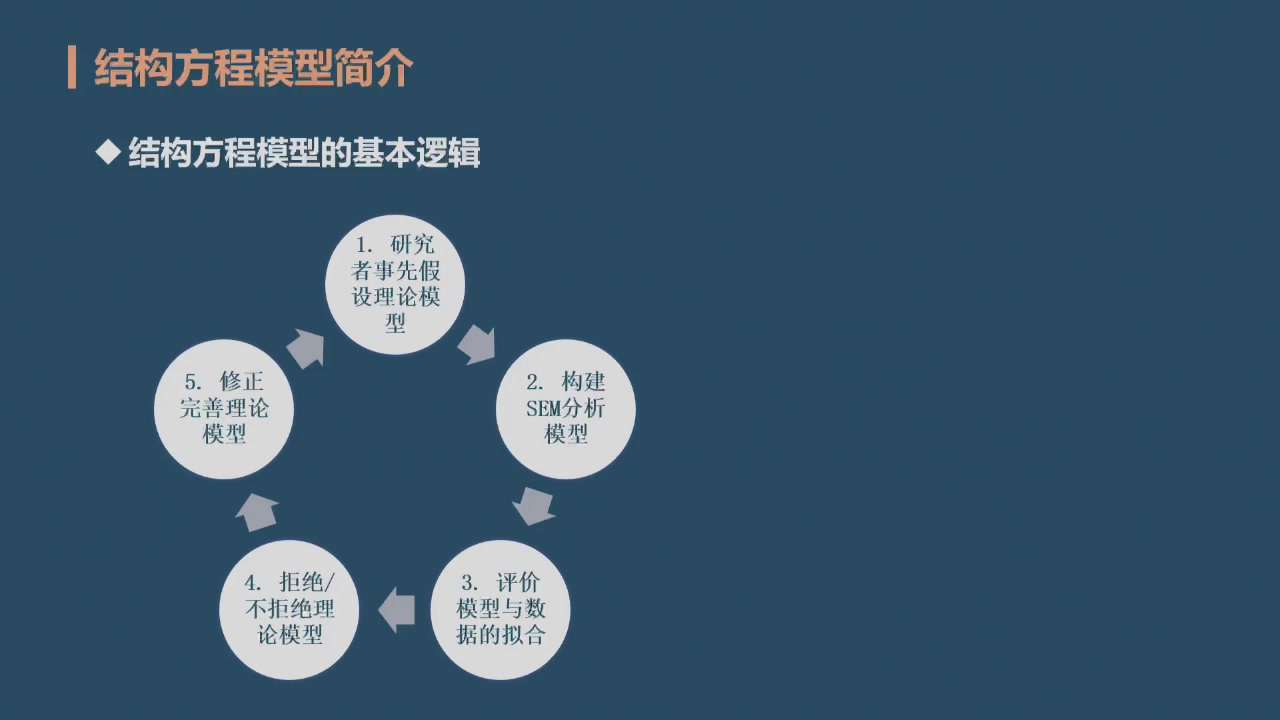 结构方程模型简介
◆ 结构方程模型的基本逻辑
1. 研究
者事先假
设理论模
型
2. 构建
SEM分析
模型
3. 评价
模型与数
据的拟合
4. 拒绝/
不拒绝理
论模型
5. 修正
完善理论
模型